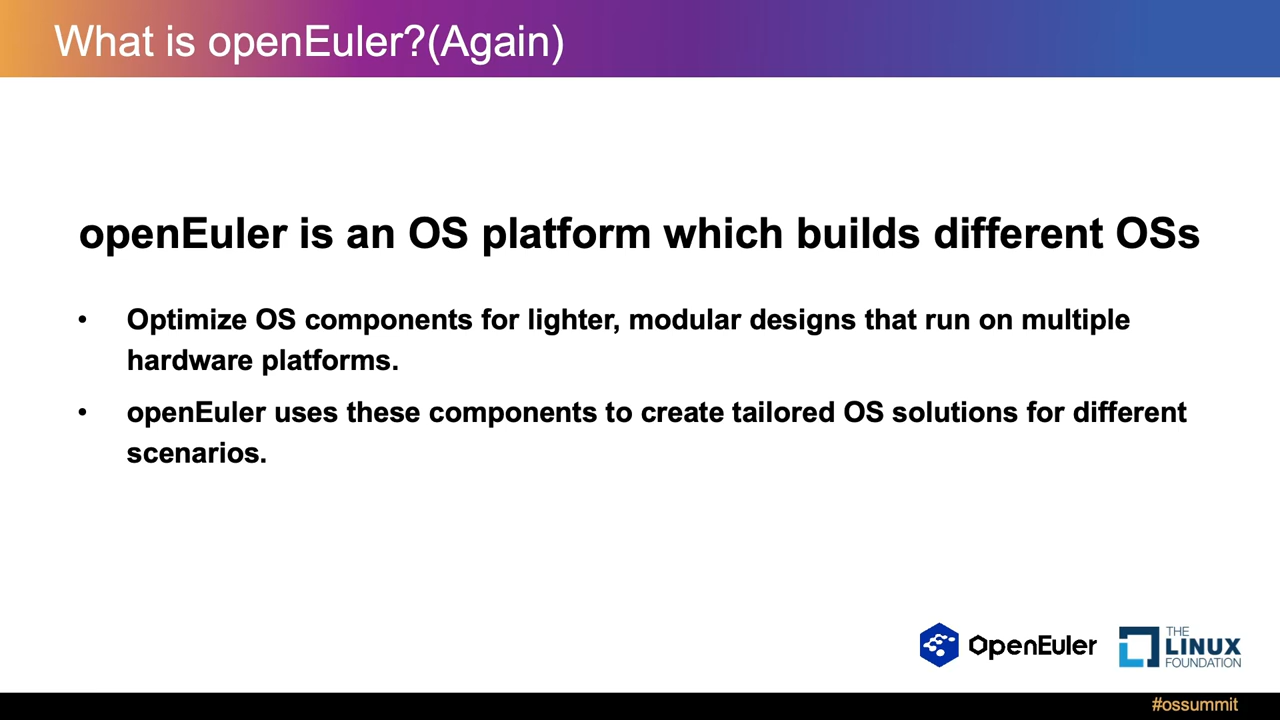 What is openEuler?(Again)
openEuler is an OS platform which builds different OSs
• Optimize OS components for lighter, modular designs that run on multiple
hardware platforms.
• openEuler uses these components to create tailored OS solutions for different
scenarios.
OpenEuler
THE
LINUX
FOUNDATION
#ossummit